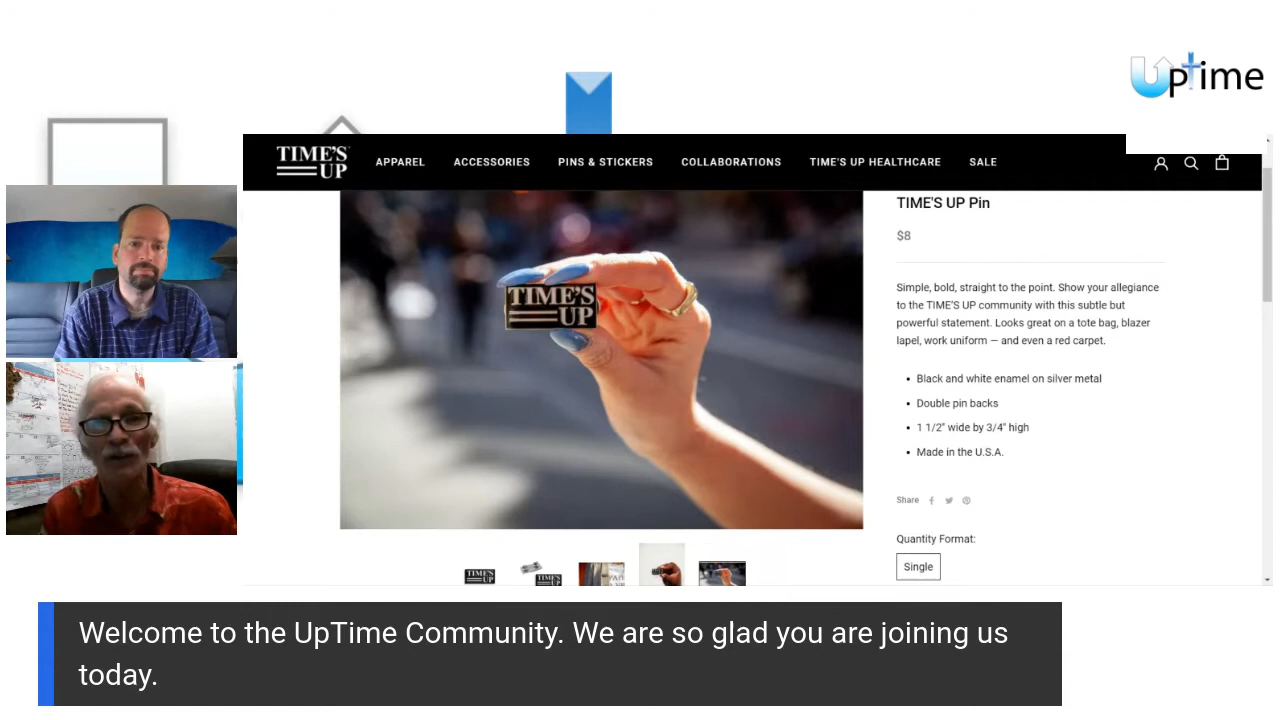 Uptime
TIME'S
UP
APPAREL
ACCESSORIES
PINS & STICKERS
COLLABORATIONS
TIME'S UP HEALTHCARE
SALE
TIME'S UP Pin
$8
TIME'S
UP
Simple, bold, straight to the point. Show your allegiance
to the TIME'S UP community with this subtle but
powerful statement. Looks great on a tote bag, blazer
lapel, work uniform — and even a red carpet.
• Black and white enamel on silver metal
• Double pin backs
• 1 1/2" wide by 3/4" high
• Made in the U.S.A.
Share
Quantity Format:
Single
TIME'S
UP
TIME'S
UP
Welcome to the UpTime Community. We are so glad you are joining us
today.